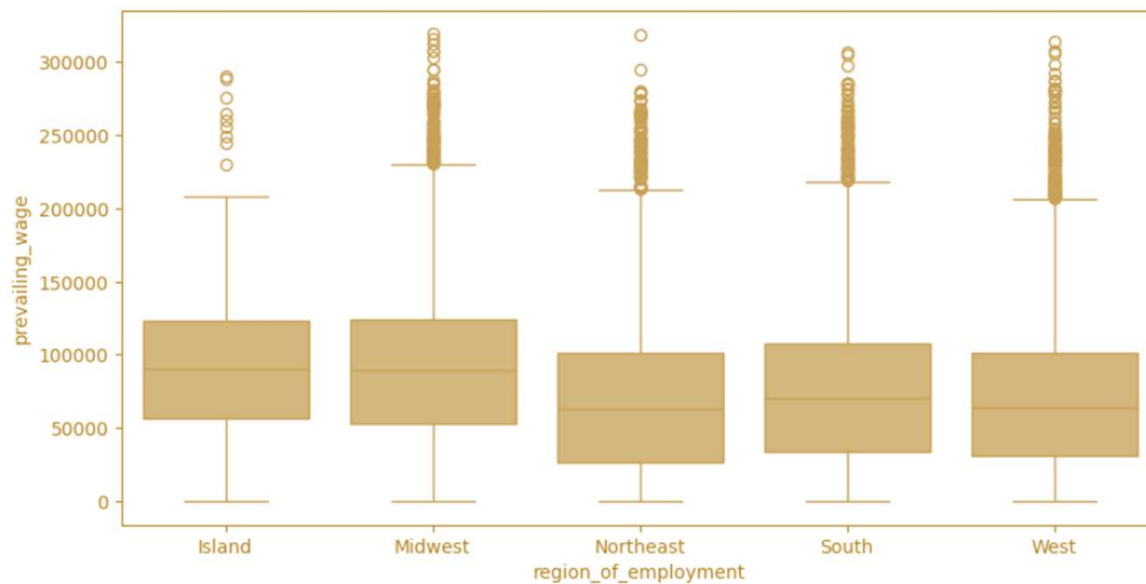 prevailing_wage
300000
250000
200000
150000
100000
50000
0
Island Midwest Northeast South West
region_of_employment